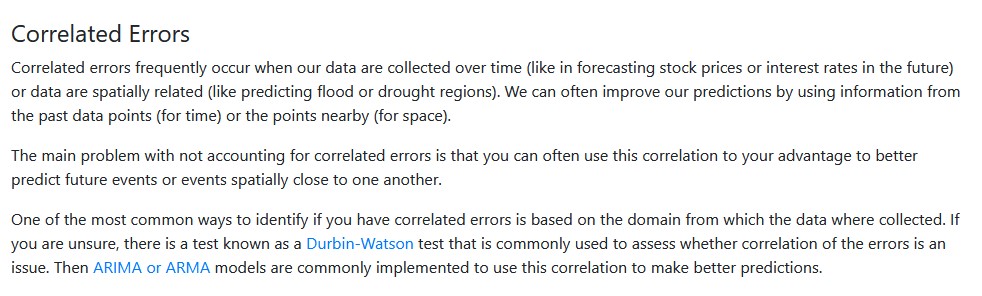 Correlated Errors
Correlated errors frequently occur when our data are collected over time (like in forecasting stock prices or interest rates in the future)
or data are spatially related (like predicting flood or drought regions). We can often improve our predictions by using information from
the past data points (for time) or the points nearby (for space).
The main problem with not accounting for correlated errors is that you can often use this correlation to your advantage to better
predict future events or events spatially close to one another.
One of the most common ways to identify if you have correlated errors is based on the domain from which the data where collected. If
you are unsure, there is a test known as a Durbin-Watson test that is commonly used to assess whether correlation of the errors is an
issue. Then ARIMA or ARMA models are commonly implemented to use this correlation to make better predictions.